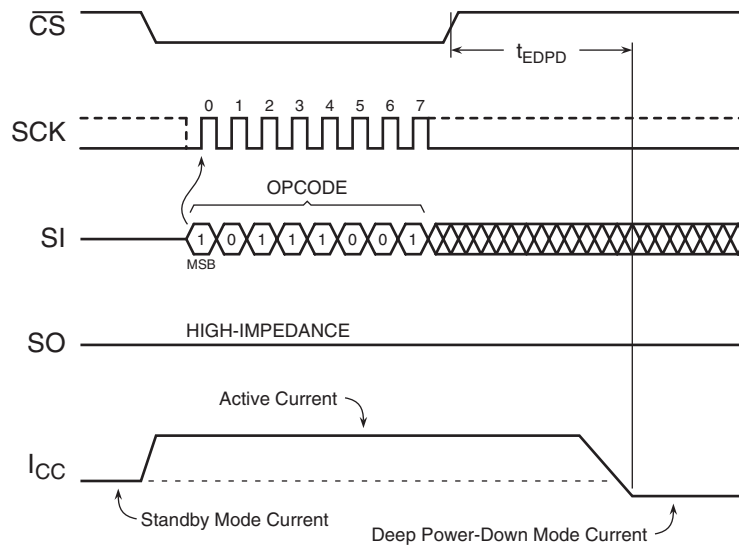 CS
tEDPD
0 1 2 3 4 5 6 7
SCK
OPCODE
SI
1 0 1 1 1 0 0 1
MSB
HIGH-IMPEDANCE
SO
Active Current
ICC
Standby Mode Current
Deep Power-Down Mode Current